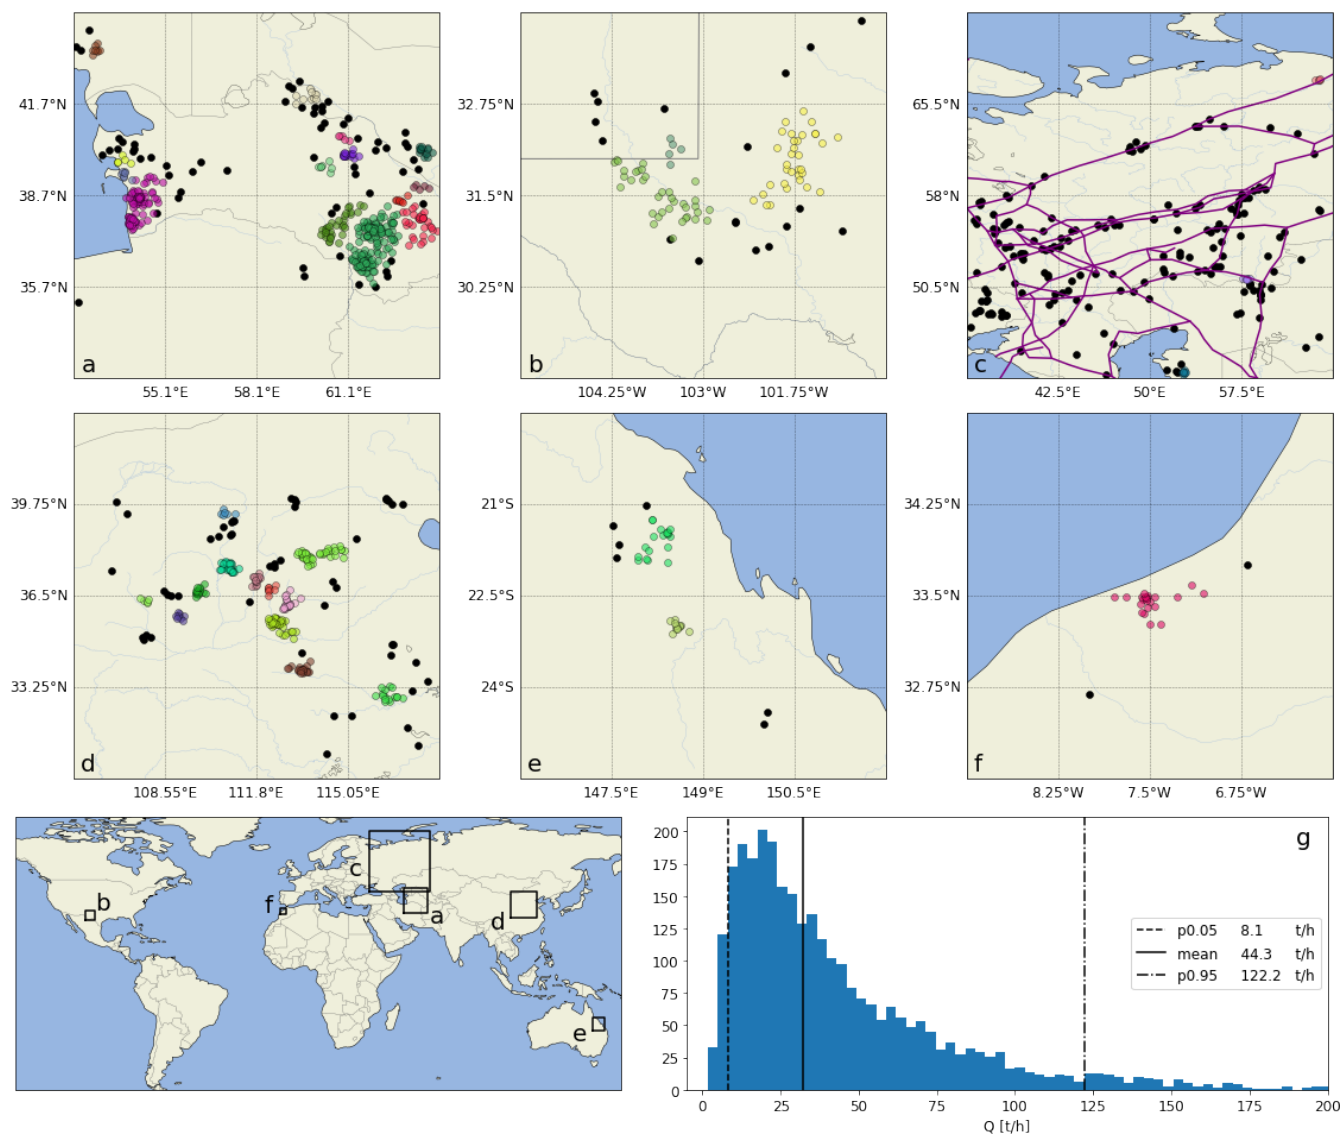 41.7°N
38.7°N
35.7°N
a
55.1°E 58.1°E 61.1°E
32.75°N
31.5°N
30.25°N
b
104.25°W 103°W 101.75°W
65.5°N
58°N
50.5°N
c
42.5°E 50°E 57.5°E
39.75°N
36.5°N
33.25°N
d
108.55°E 111.8°E 115.05°E
21°S
22.5°S
24°S
e
147.5°E 149°E 150.5°E
34.25°N
33.5°N
32.75°N
f
8.25°W 7.5°W 6.75°W
c
b
f
a
d
e
g
200
175
150
125
100
75
50
25
0
p0.05 8.1 t/h
mean 44.3 t/h
p0.95 122.2 t/h
0 25 50 75 100 125 150 175 200
Q [t/h]